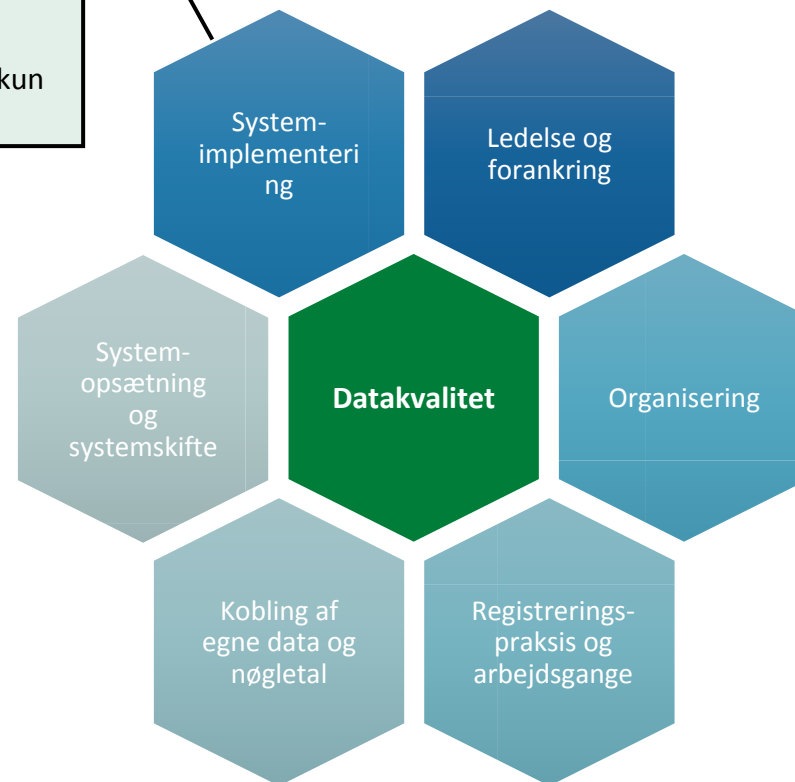 kun
System-
implementeri
ng
Ledelse og
forankring
System-
opsætning
og
systemskifte
Datakvalitet
Organisering
Kobling af
egne data og
nøgletal
Registrerings-
praksis og
arbejdsgange